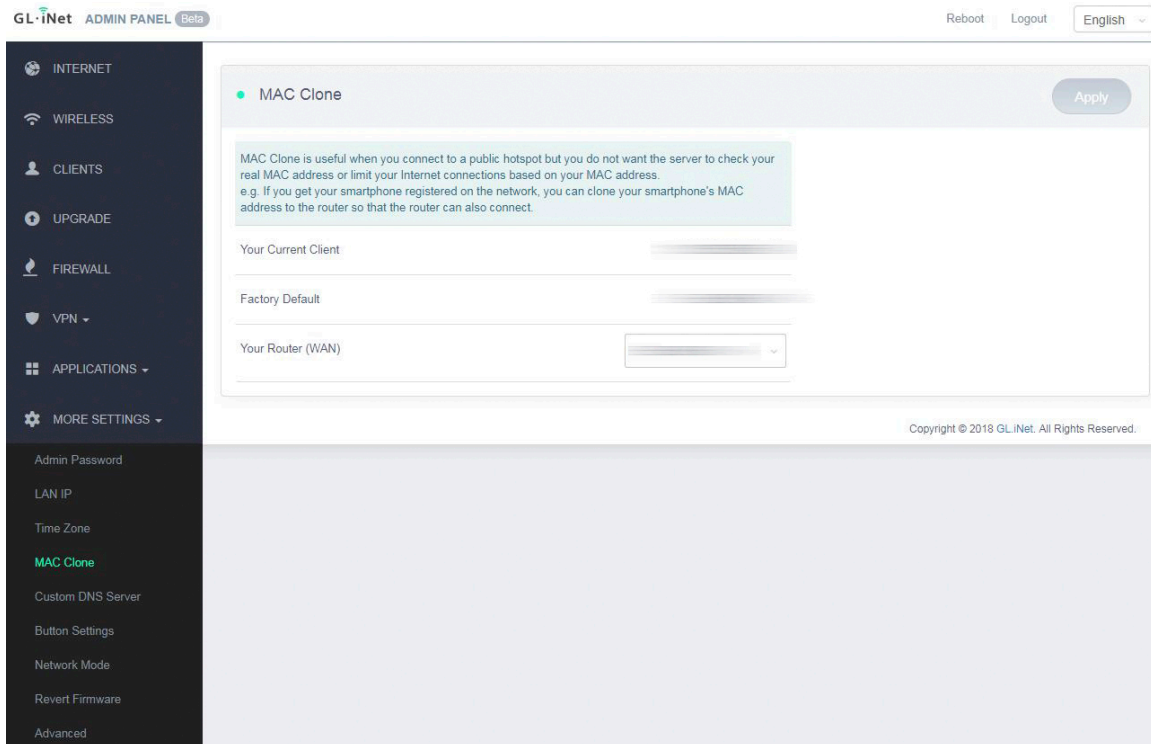 GL·iNet ADMIN PANEL Beta
Reboot Logout English
INTERNET
WIRELESS
CLIENTS
UPGRADE
FIREWALL
VPN
APPLICATIONS
MORE SETTINGS
Admin Password
LAN IP
Time Zone
MAC Clone
Custom DNS Server
Button Settings
Network Mode
Revert Firmware
Advanced
MAC Clone
Apply
MAC Clone is useful when you connect to a public hotspot but you do not want the server to check your
real MAC address or limit your Internet connections based on your MAC address.
e.g. If you get your smartphone registered on the network, you can clone your smartphone's MAC
address to the router so that the router can also connect.
Your Current Client
Factory Default
Your Router (WAN)
Copyright © 2018 GL.iNet. All Rights Reserved.